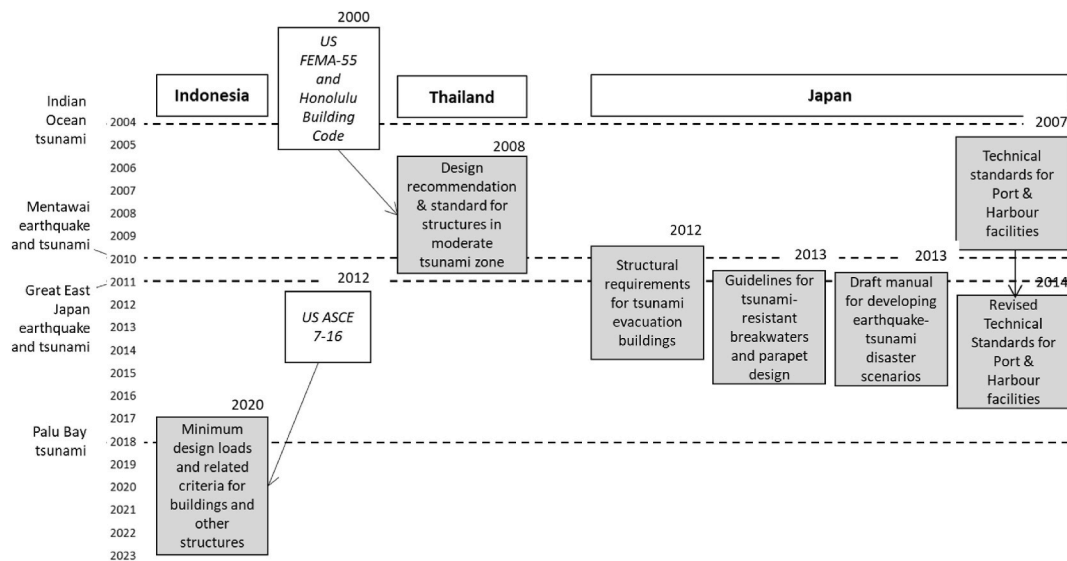 2000
US
FEMA-55
and
Honolulu
Building
Code
Indonesia
Thailand
Japan
Indian
Ocean
tsunami
Mentawai
earthquake
and tsunami
Great East
Japan
earthquake
and tsunami
Palu Bay
tsunami
2004
2005
2006
2007
2008
2009
2010
2011
2012
2013
2014
2015
2016
2017
2018
2019
2020
2021
2022
2023
2020
Minimum
design loads
and related
criteria for
buildings and
other
structures
2012
US ASCE
7-16
2008
Design
recommendation
& standard for
structures in
moderate
tsunami zone
2012
Structural
requirements
for tsunami
evacuation
buildings
2013
Guidelines for
tsunami-
resistant
breakwaters
and parapet
design
2013
Draft manual
for developing
earthquake-
tsunami
disaster
scenarios
2007
Technical
standards for
Port &
Harbour
facilities
2014
Revised
Technical
Standards for
Port &
Harbour
facilities